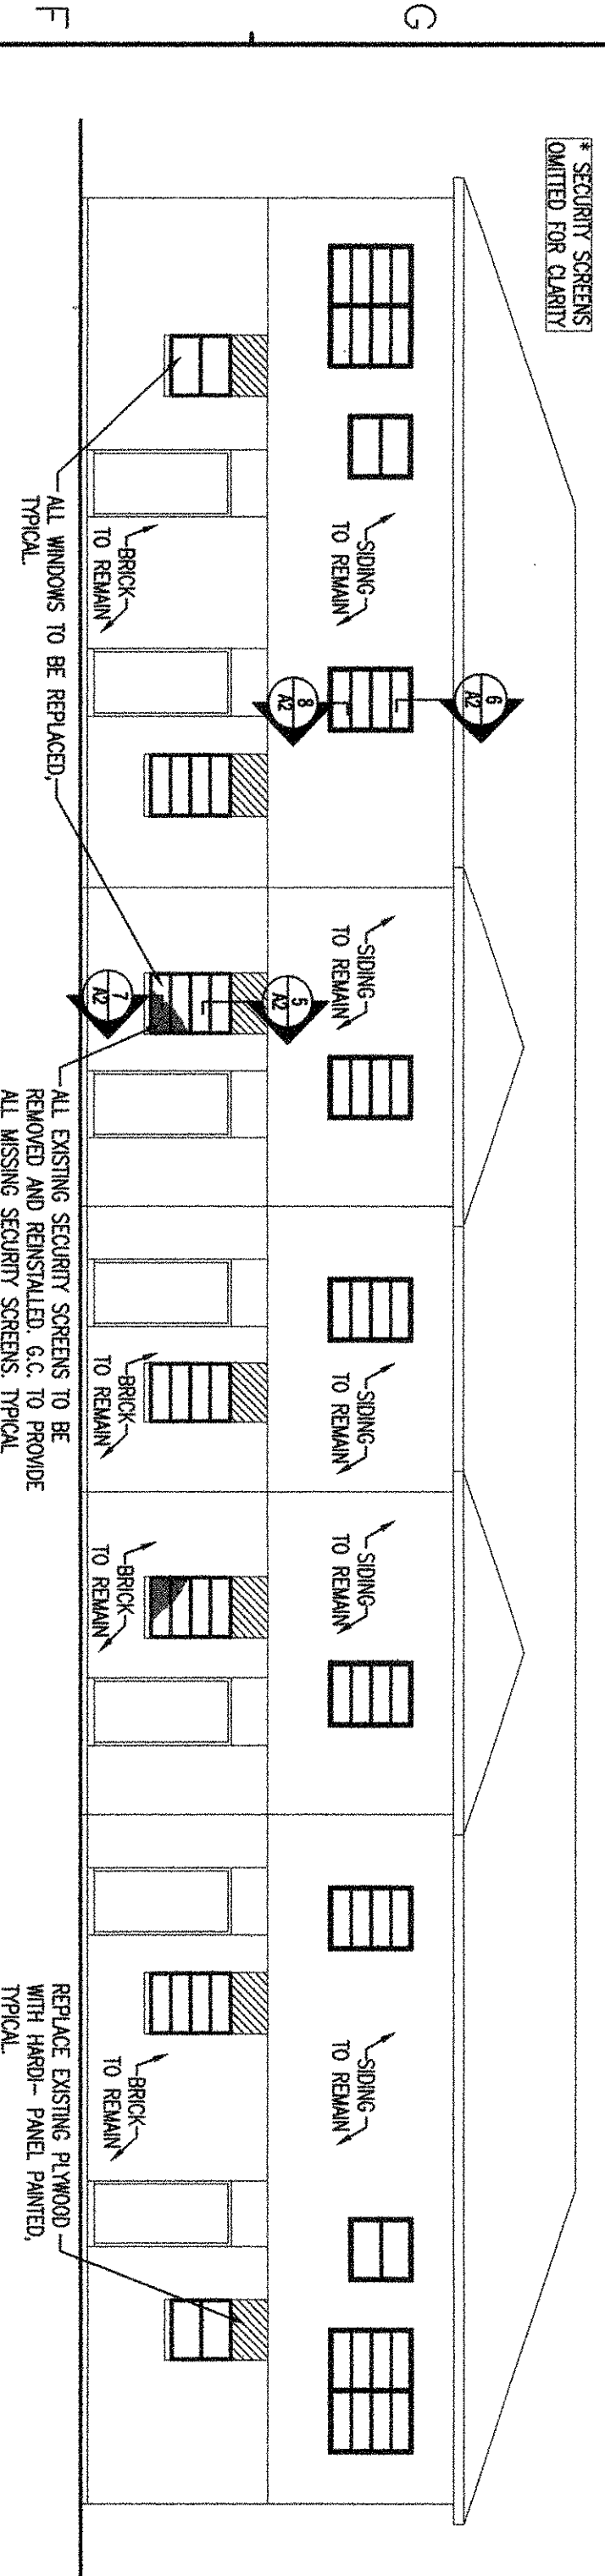 G
F
* SECURITY SCREENS
OMITTED FOR CLARITY
SIDING
TO REMAIN
6
A2
8
A2
SIDING
TO REMAIN
SIDING
TO REMAIN
SIDING
TO REMAIN
SIDING
TO REMAIN
BRICK
TO REMAIN
5
A2
7
A2
BRICK
TO REMAIN
BRICK
TO REMAIN
BRICK
TO REMAIN
ALL WINDOWS TO BE REPLACED,
TYPICAL.
ALL EXISTING SECURITY SCREENS TO BE
REMOVED AND REINSTALLED. G.C. TO PROVIDE
ALL MISSING SECURITY SCREENS. TYPICAL
REPLACE EXISTING PLYWOOD
WITH HARDI- PANEL PAINTED,
TYPICAL.